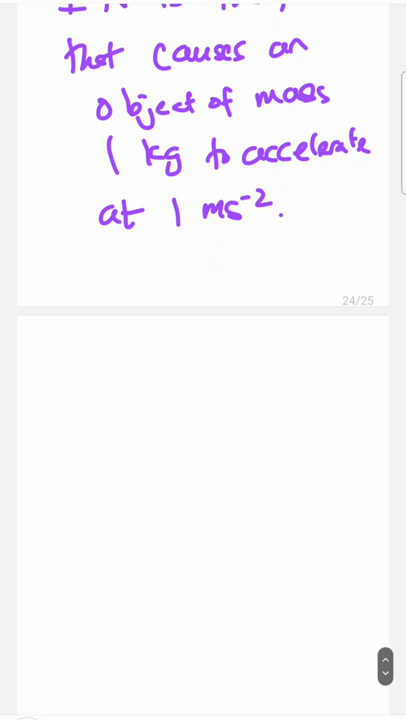 that causes an
object of mass
1 kg to accelerate
at 1 ms⁻².
24/25